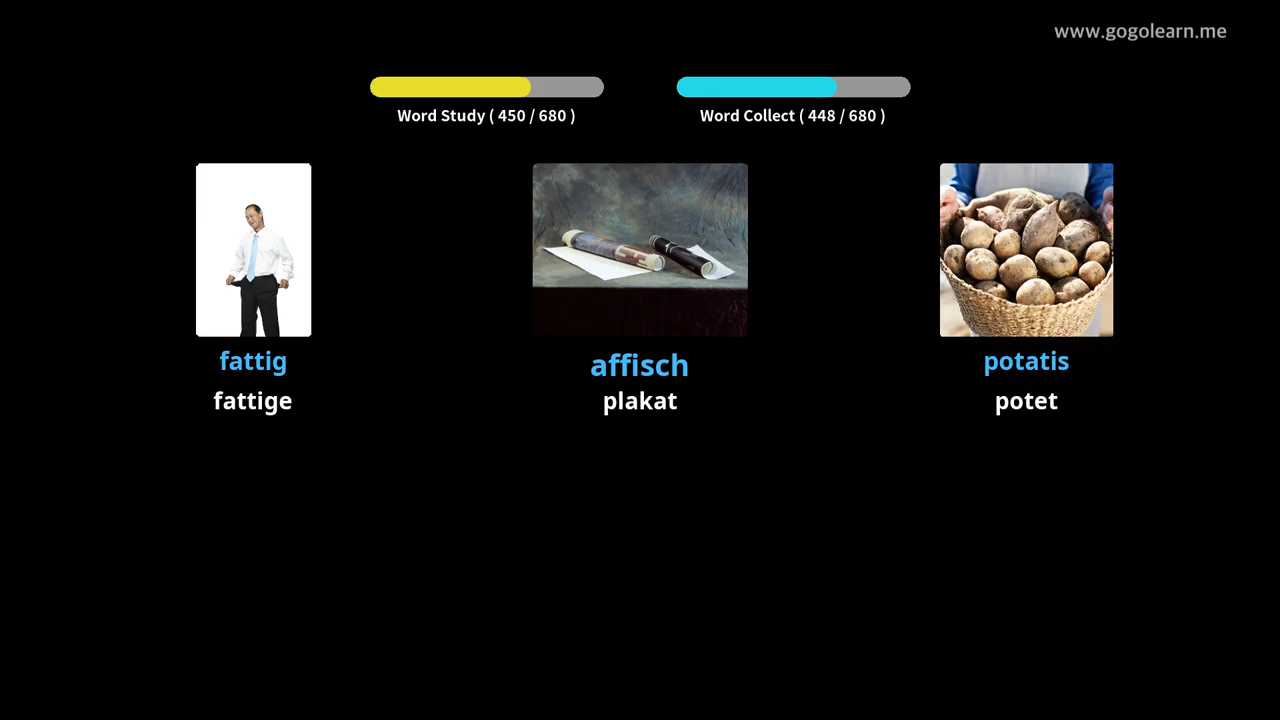 www.gogolearn.me
Word Study ( 450 / 680 )
Word Collect ( 448 / 680 )
fattig
affisch
potatis
fattige
plakat
potet